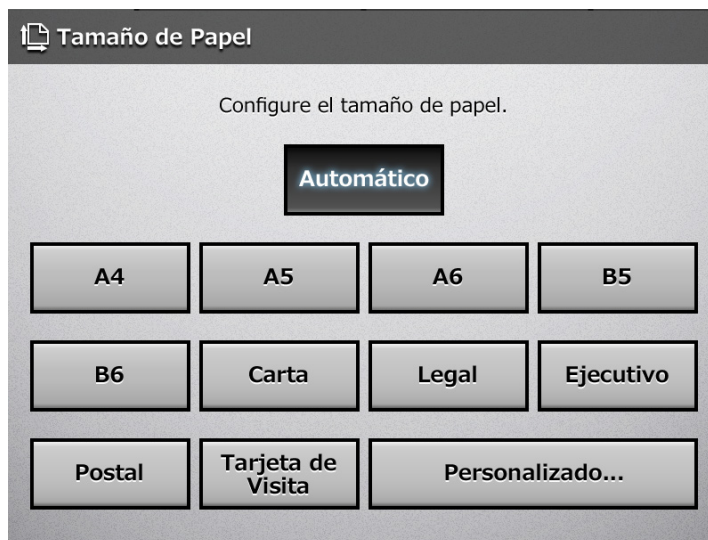 Tamaño de Papel
Configure el tamaño de papel.
Automático
A4
A5
A6
B5
B6
Carta
Legal
Ejecutivo
Postal
Tarjeta de
Visita
Personalizado...